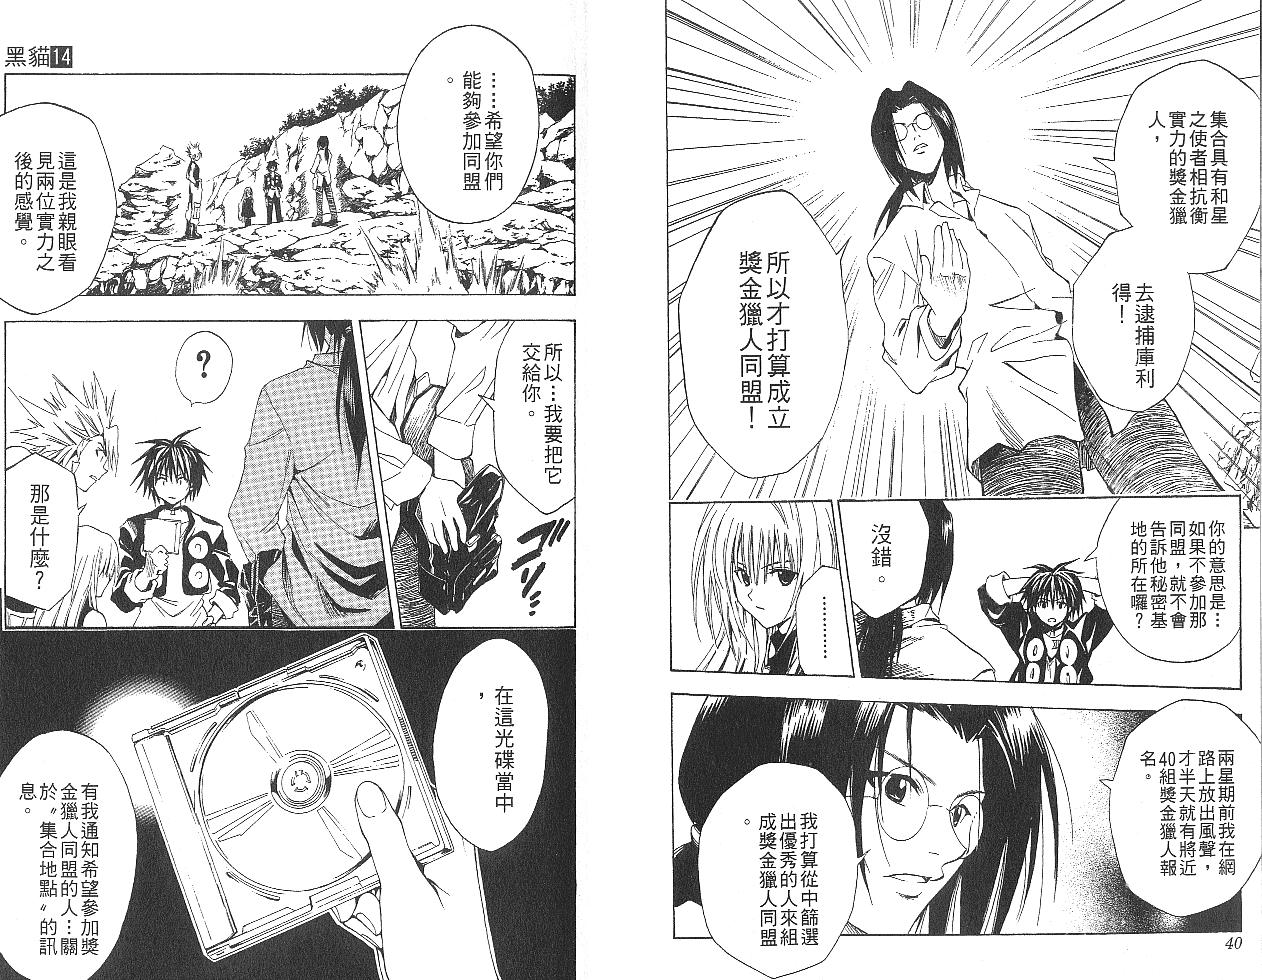 集合具有和星
之使者相抗衡
實力的獎金獵
人，
去逮捕庫利
得！
所以才打算成立
獎金獵人同盟！
你的意思是…
如果不參加那
同盟，就不會
告訴他秘密基
地的所在囉？
沒錯。
…………
兩星期前我在網
路上放出風聲，
才半天就有將近
40組獎金獵人報
名。
我打算從中篩選
出優秀的人來組
成獎金獵人同盟
。
40
黑貓14
……希望你們
能夠參加同盟
。
這是我親眼看
見兩位實力之
後的感覺。
所以…我要把它
交給你。
？
那是什麼？
在這光碟當中
，
有我通知希望參加獎
金獵人同盟的人…關
於〝集合地點〞的訊
息。